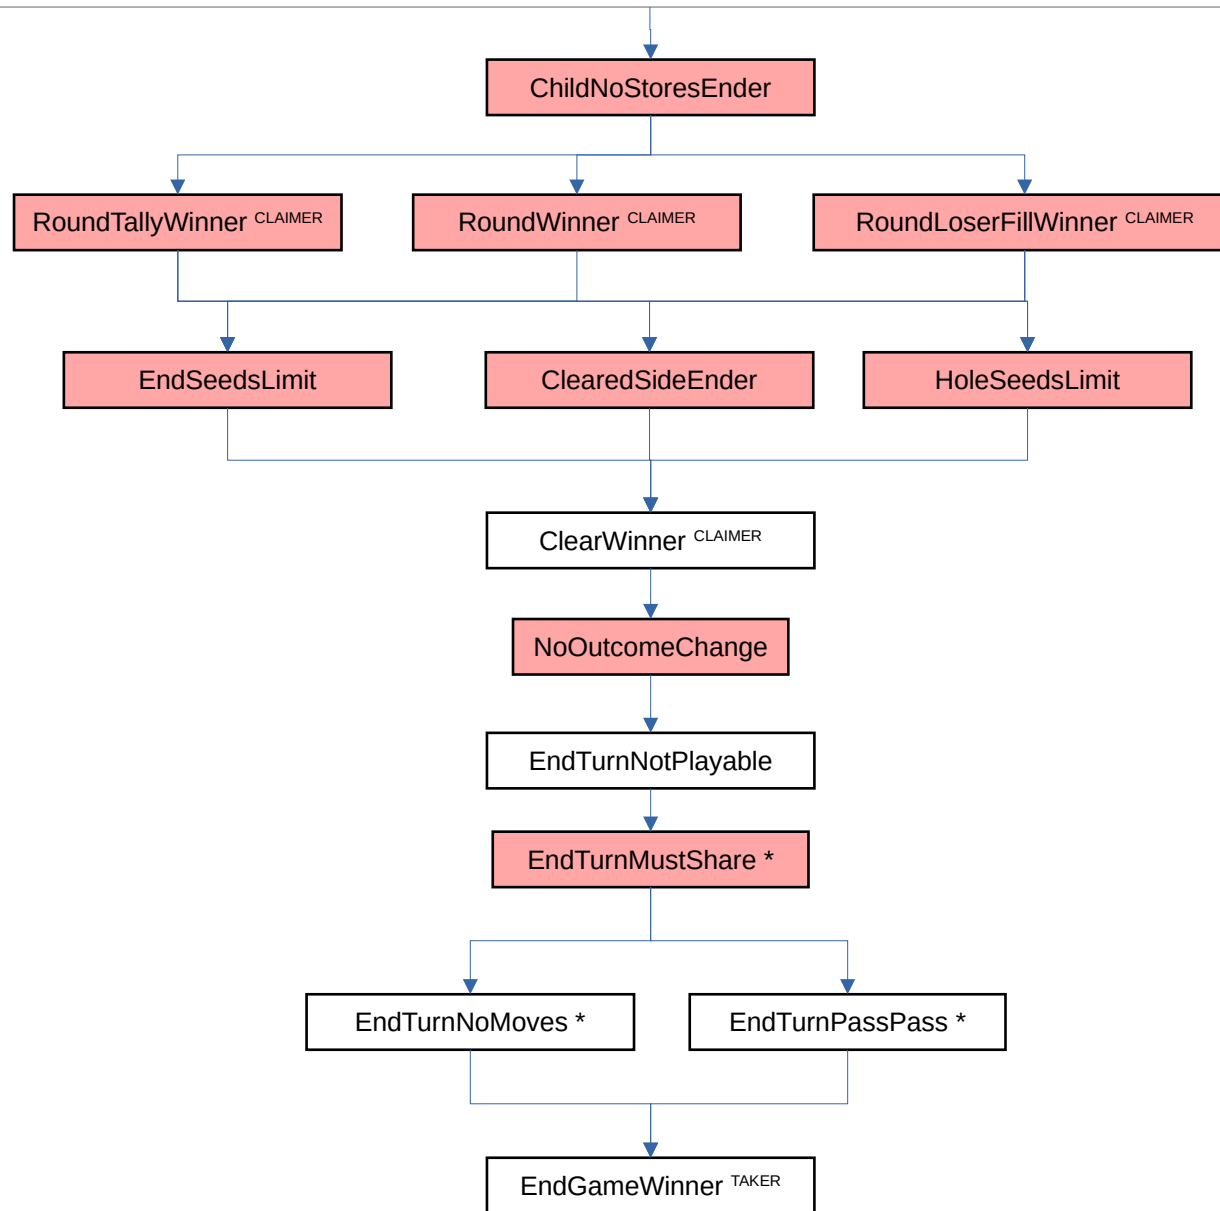 ChildNoStoresEnder
RoundTallyWinner CLAIMER
RoundWinner CLAIMER
RoundLoserFillWinner CLAIMER
EndSeedsLimit
ClearedSideEnder
HoleSeedsLimit
ClearWinner CLAIMER
NoOutcomeChange
EndTurnNotPlayable
EndTurnMustShare *
EndTurnNoMoves *
EndTurnPassPass *
EndGameWinner TAKER